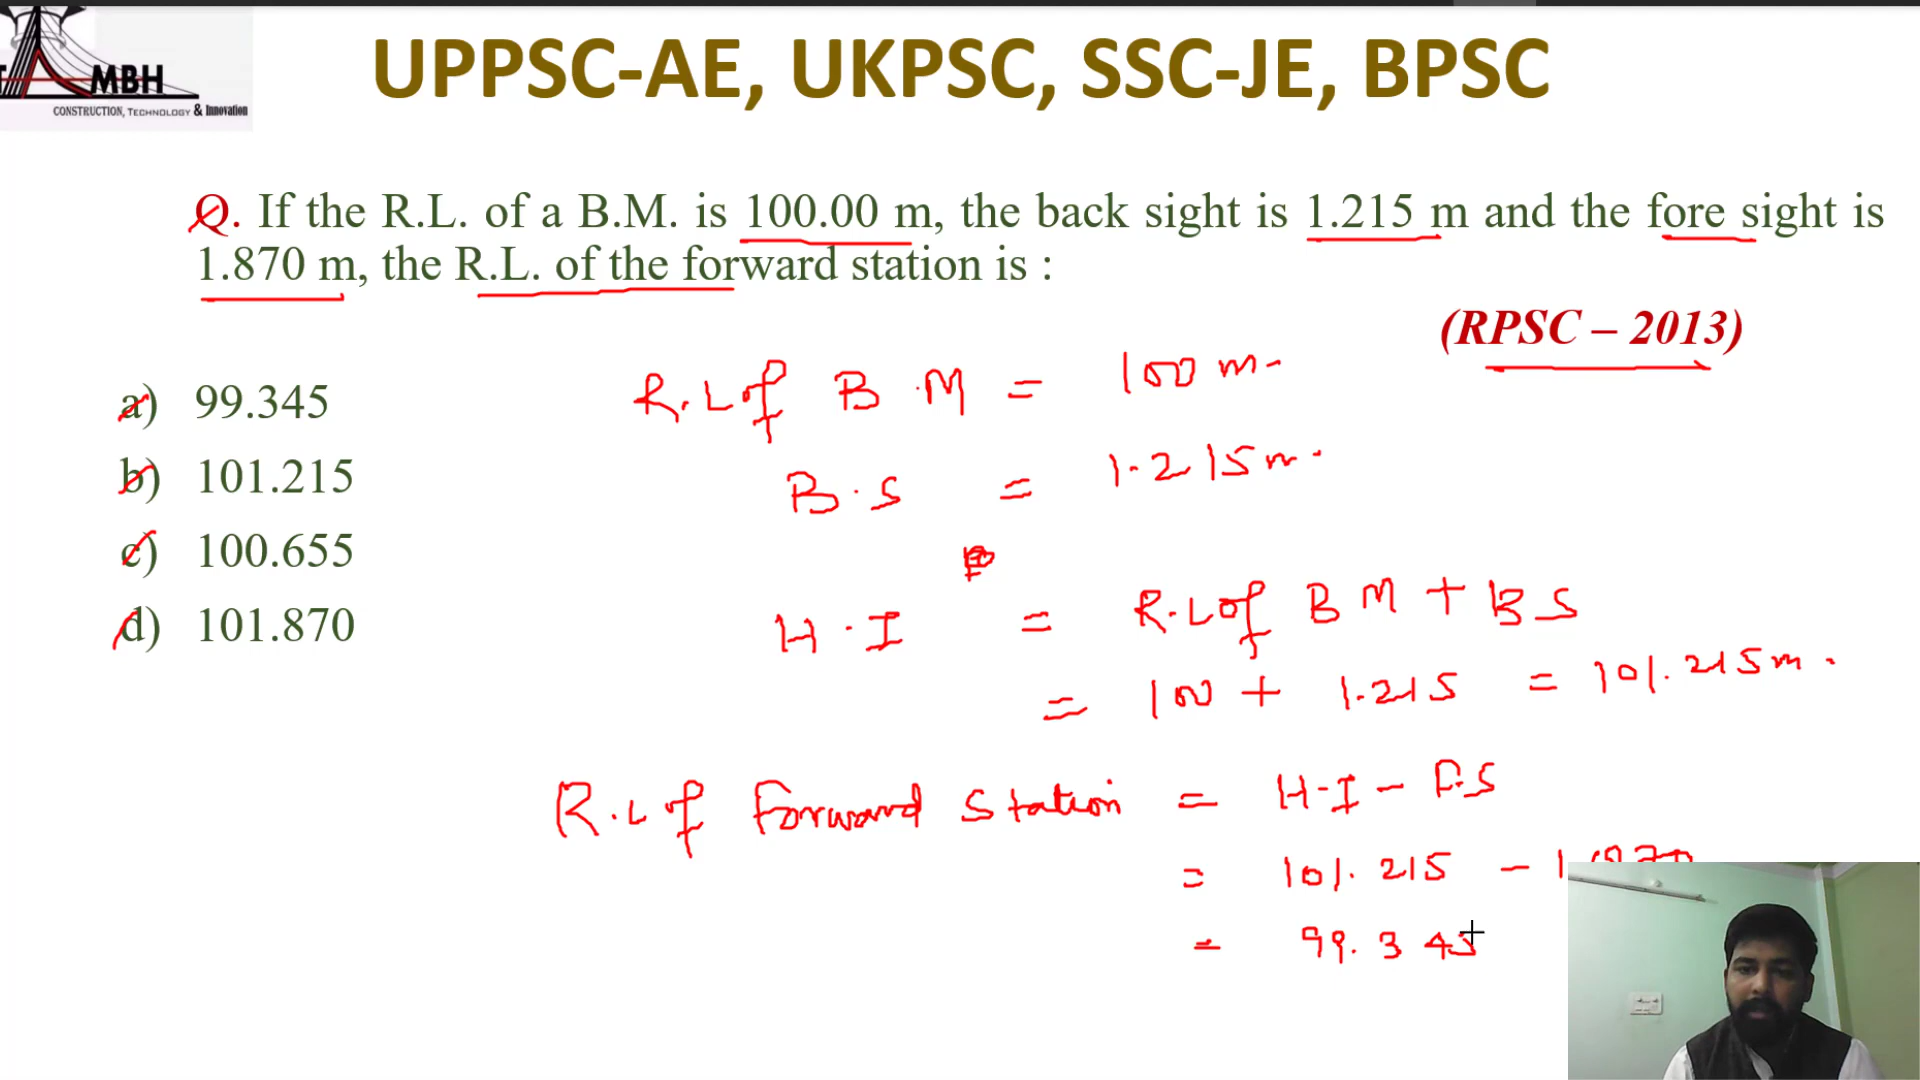 MBH
CONSTRUCTION, TECHNOLOGY & Innovation
UPPSC-AE, UKPSC, SSC-JE, BPSC
Q. If the R.L. of a B.M. is 100.00 m, the back sight is 1.215 m and the fore sight is
1.870 m, the R.L. of the forward station is :
(RPSC – 2013)
a) 99.345
b) 101.215
c) 100.655
d) 101.870
R.L of B.M = 100 m.
B.S = 1.215 m.
H.I = R.L of BM + BS
= 100 + 1.215 = 101.215 m.
R.L of Forward Station = H.I - F.S
= 101.215 -
= 99.345